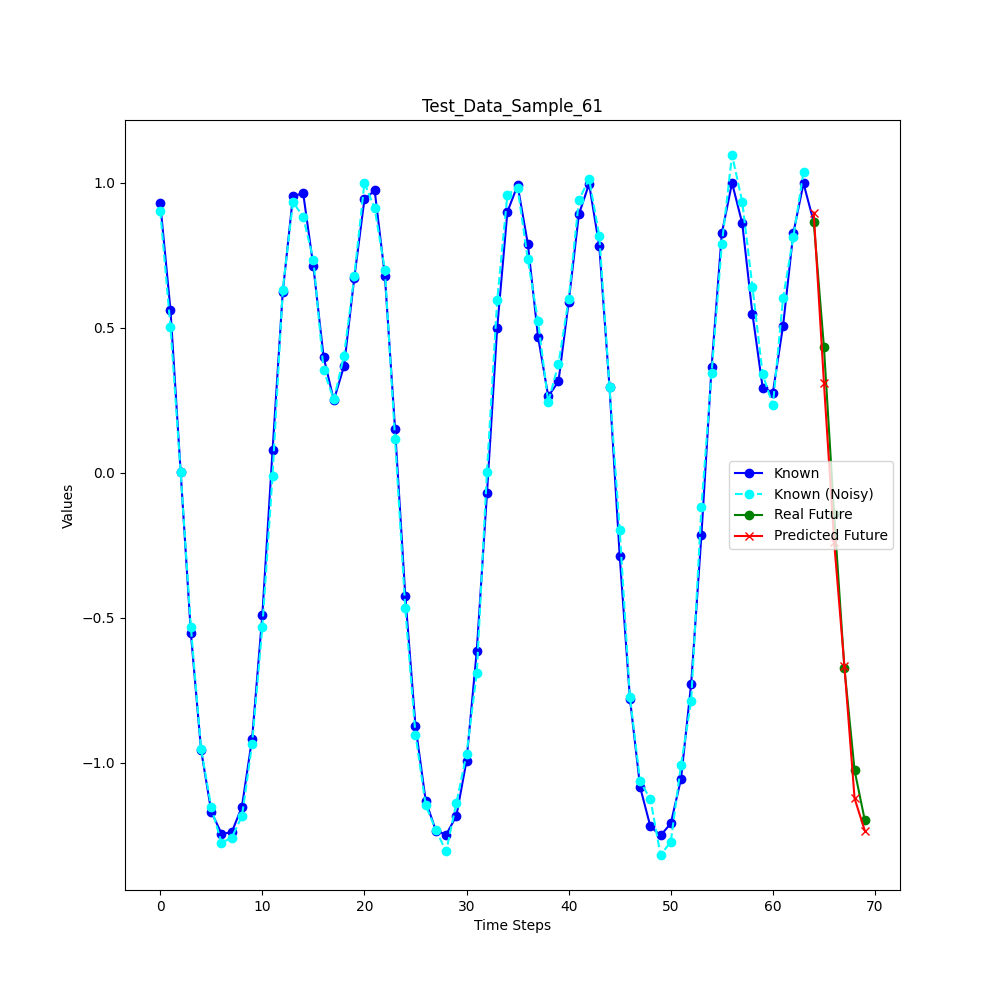 Test_Data_Sample_61
1.0
0.5
0.0
−0.5
−1.0
Values
Known
Known (Noisy)
Real Future
Predicted Future
0 10 20 30 40 50 60 70
Time Steps